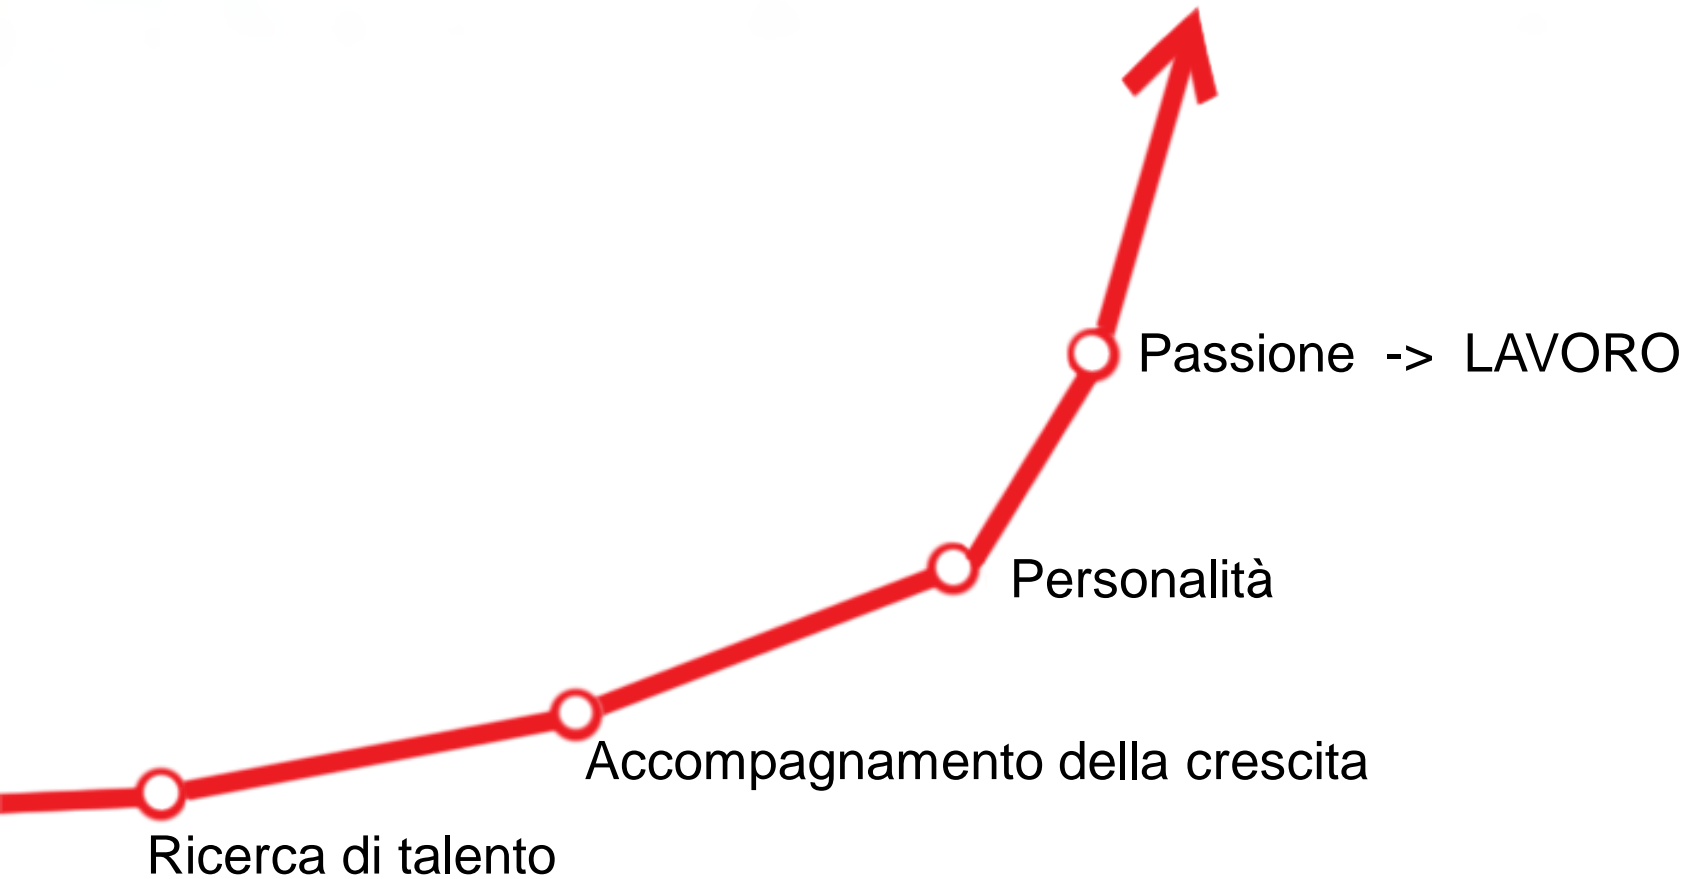 Passione -> LAVORO
Personalità
Accompagnamento della crescita
Ricerca di talento